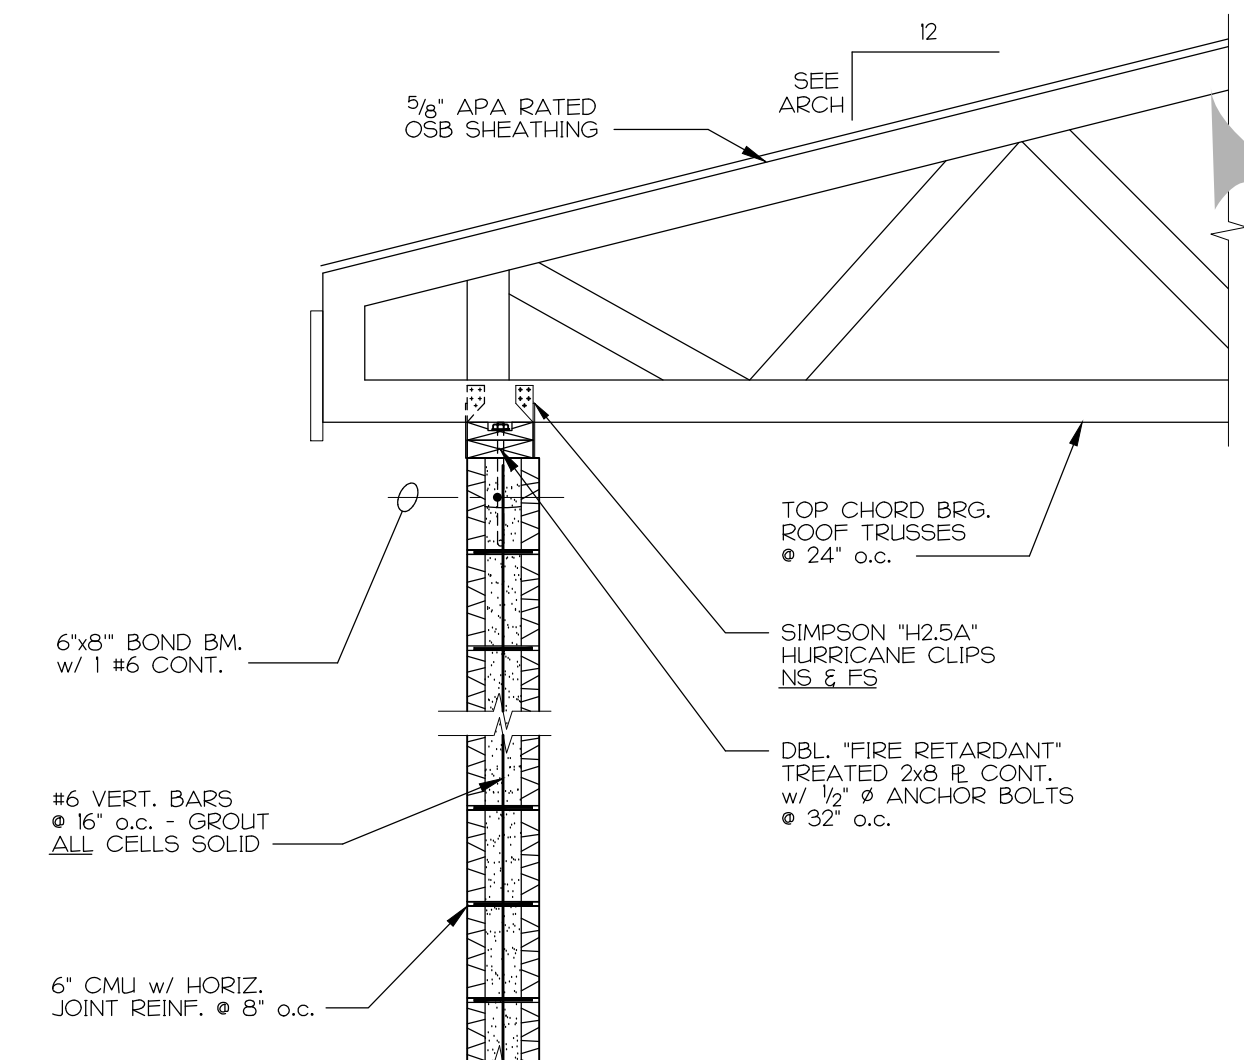 12
SEE
ARCH
5/8" APA RATED
OSB SHEATHING
TOP CHORD BRG.
ROOF TRUSSES
@ 24" o.c.
6"x8'" BOND BM.
w/ 1 #6 CONT.
SIMPSON "H2.5A"
HURRICANE CLIPS
NS & FS
DBL. "FIRE RETARDANT"
TREATED 2x8 PL CONT.
w/ 1/2" Ø ANCHOR BOLTS
@ 32" o.c.
#6 VERT. BARS
@ 16" o.c. - GROUT
ALL CELLS SOLID
6" CMU w/ HORIZ.
JOINT REINF. @ 8" o.c.